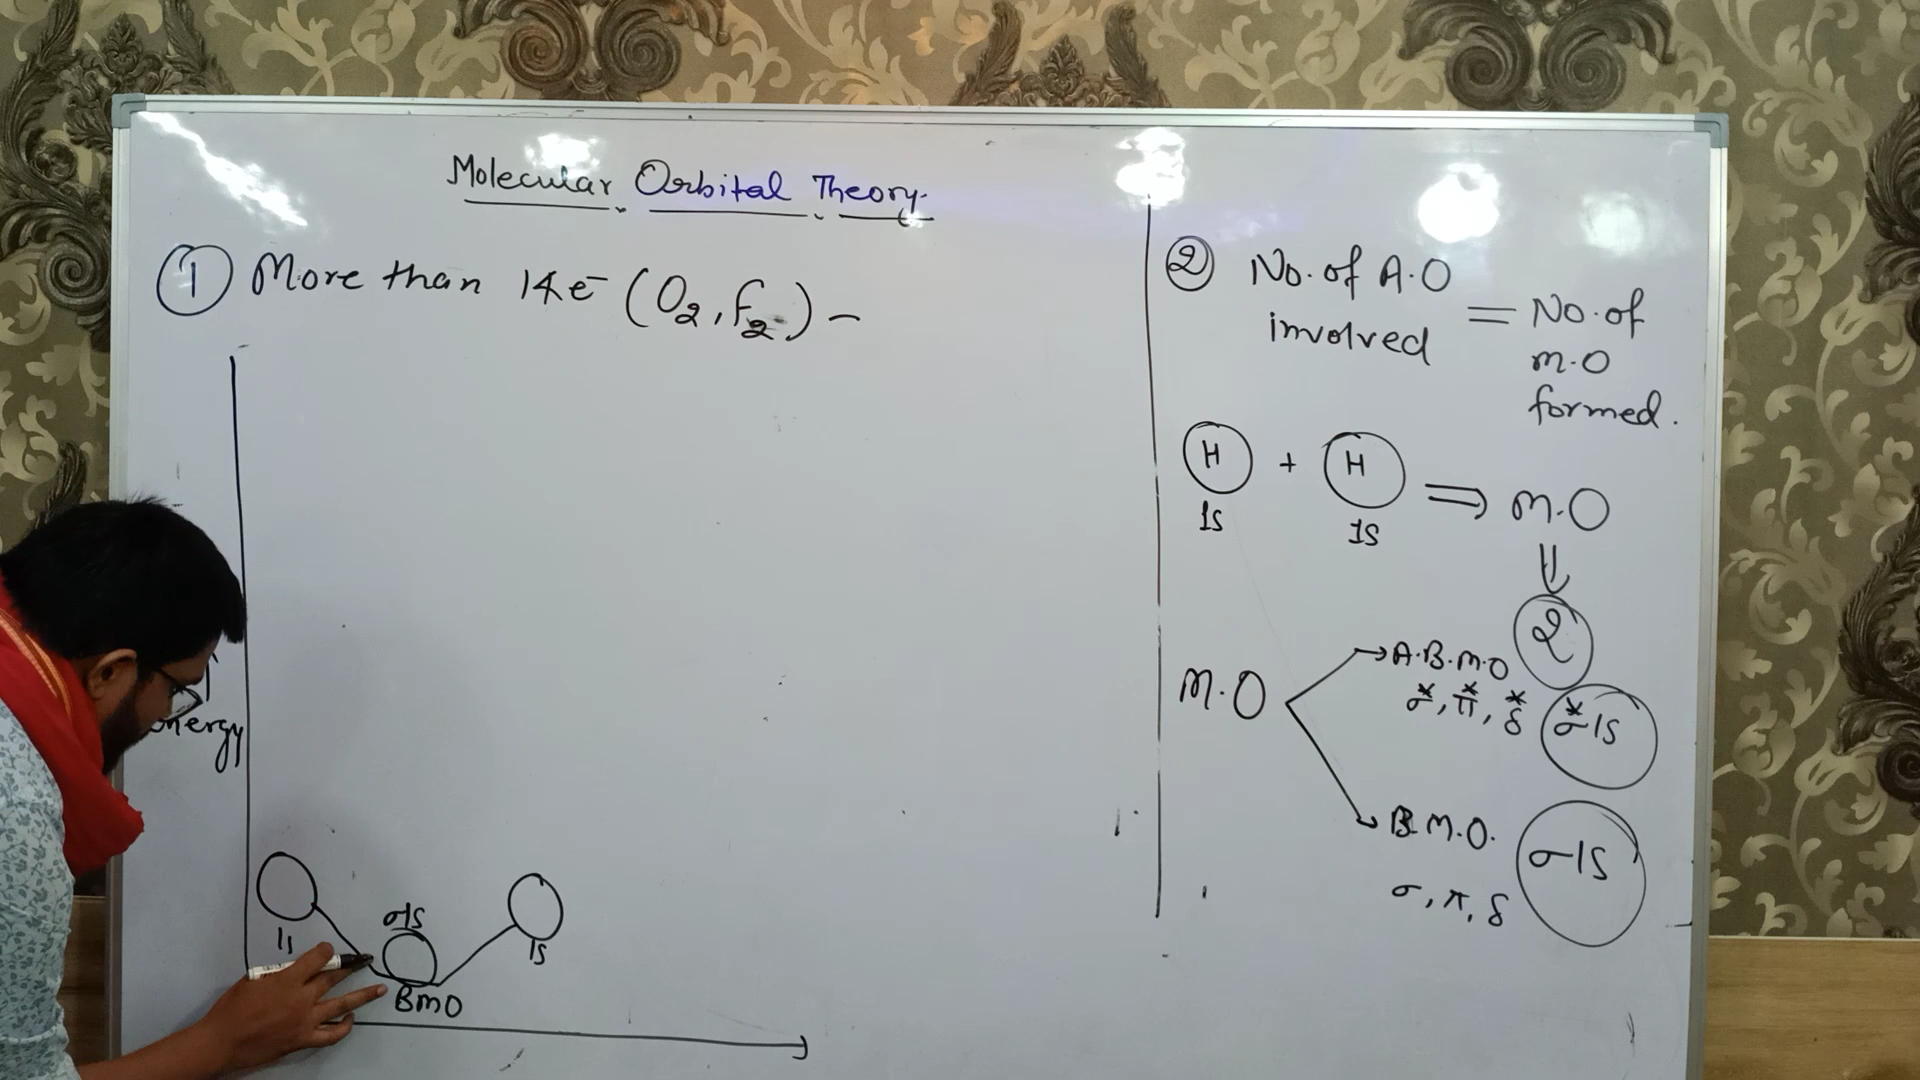 Molecular Orbital Theory.
① More than 14e⁻ (O₂, F₂) –
Energy
1s
σ1s
1s
BMO
② No. of A.O
involved
= No. of
M.O
formed.
H + H ⇒ M.O
1s 1s
⇓
2
M.O
→ A.B.M.O
σ*, π*, δ*
σ*1s
→ B.M.O.
σ, π, δ
σ1s